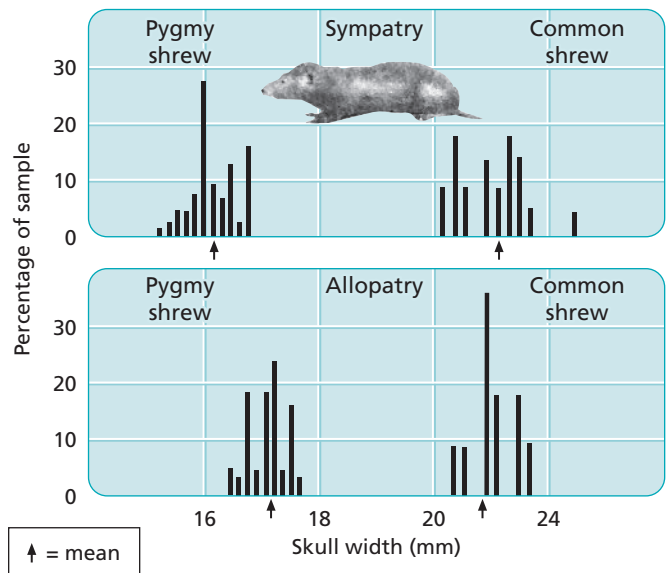 Pygmy
shrew
Sympatry
Common
shrew
30
20
10
0
Percentage of sample
Pygmy
shrew
Allopatry
Common
shrew
30
20
10
0
16 18 20 24
Skull width (mm)
= mean